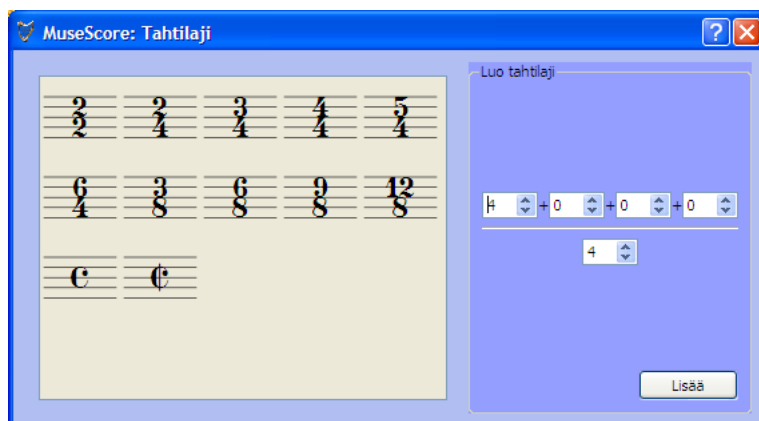 MuseScore: Tahtilaji
2 2 3 4 5
2 4 4 4 4
6 3 6 9 12
4 8 8 8 8
Luo tahtilaji
4 + 0 + 0 + 0
4
Lisää